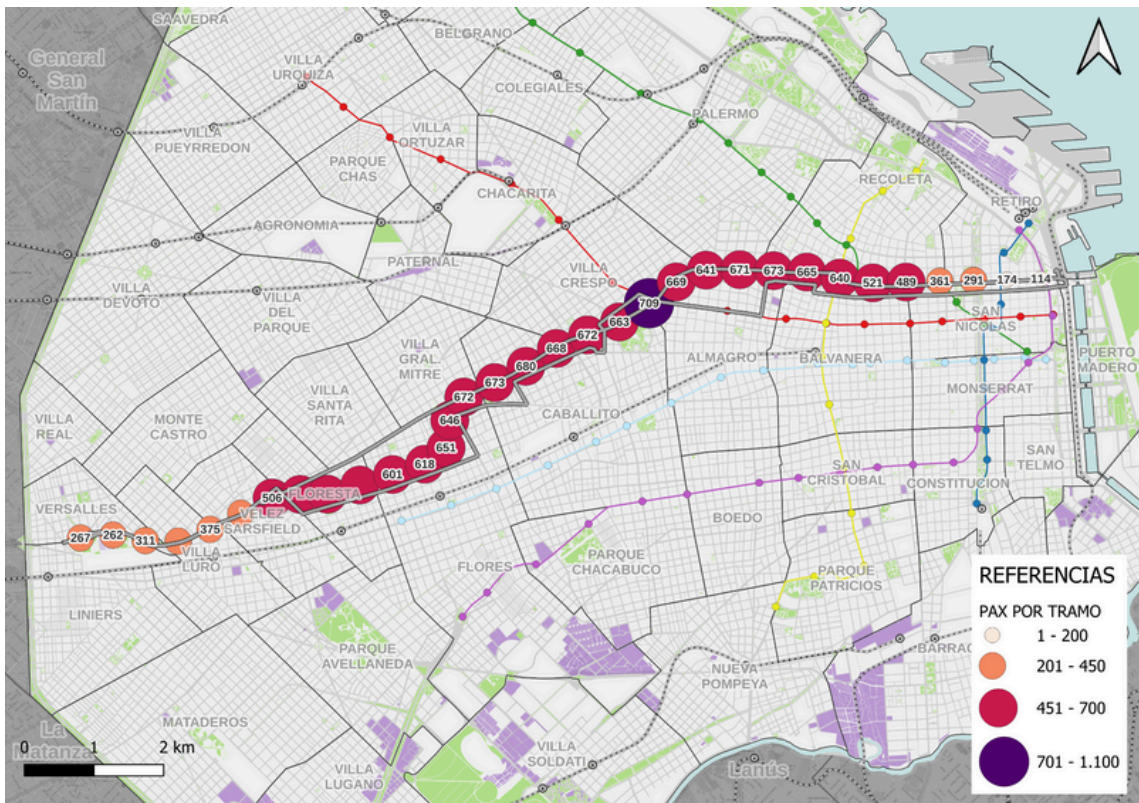 SAAVEDRA
BELGRANO
General
San
Martín
VILLA
URQUIZA
COLEGIALES
VILLA
PUEYRREDON
VILLA
ORTUZAR
PALERMO
PARQUE
CHAS
CHACARITA
RECOLETA
RETIRO
AGRONOMIA
PATERNAL
VILLA
CRESPO
VILLA
DEVOTO
VILLA
DEL
PARQUE
669
641
671
673
665
640
521
489
361
291
174
114
709
SAN
NICOLÁS
663
672
668
680
673
672
646
651
618
601
VILLA
GRAL.
MITRE
ALMAGRO
BALVANERA
PUERTO
MADERO
MONSERRAT
VILLA
SANTA
RITA
CABALLITO
VILLA
REAL
MONTE
CASTRO
SAN
TELMO
SAN
CRISTOBAL
CONSTITUCION
506
FLORESTA
VERSALLES
VELEZ
SARSFIELD
267
262
311
375
VILLA
LURO
BOEDO
FLORES
PARQUE
CHACABUCO
PARQUE
PATRICIOS
LINIERS
PARQUE
AVELLANEDA
NUEVA
POMPEYA
BARRAC
MATADEROS
La
Matanza
VILLA
LUGANO
VILLA
SOLDATI
Lanús
0 1 2 km
REFERENCIAS
PAX POR TRAMO
1 - 200
201 - 450
451 - 700
701 - 1.100